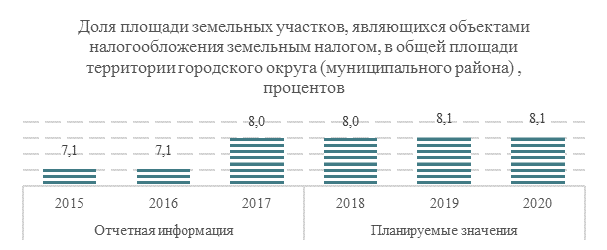 Доля площади земельных участков, являющихся объектами
налогообложения земельным налогом, в общей площади
территории городского округа (муниципального района) ,
процентов
7,1 7,1 8,0 8,0 8,1 8,1
2015 2016 2017 2018 2019 2020
Отчетная информация Планируемые значения